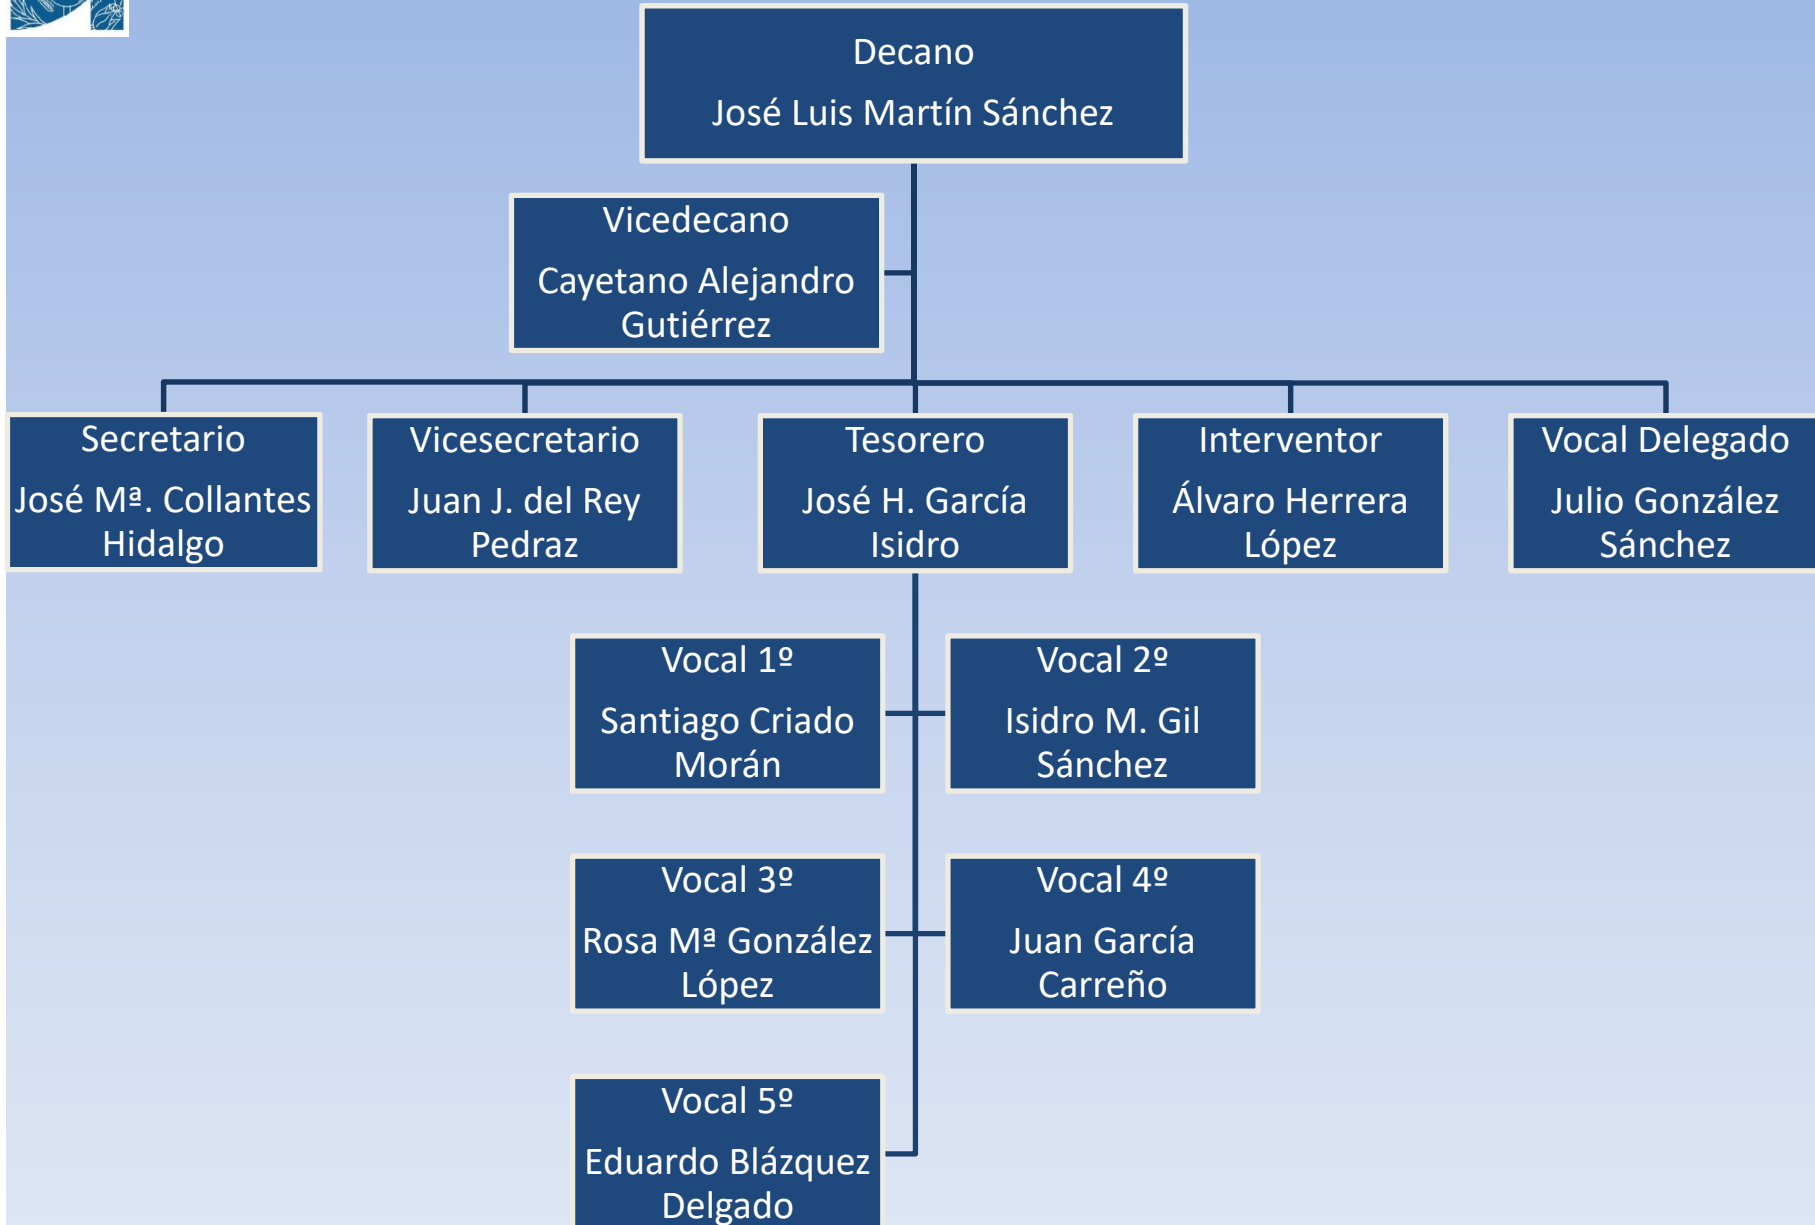 Decano
José Luis Martín Sánchez
Vicedecano
Cayetano Alejandro
Gutiérrez
Secretario
José Mª. Collantes
Hidalgo
Vicesecretario
Juan J. del Rey
Pedraz
Tesorero
José H. García
Isidro
Interventor
Álvaro Herrera
López
Vocal Delegado
Julio González
Sánchez
Vocal 1º
Santiago Criado
Morán
Vocal 2º
Isidro M. Gil
Sánchez
Vocal 3º
Rosa Mª González
López
Vocal 4º
Juan García
Carreño
Vocal 5º
Eduardo Blázquez
Delgado